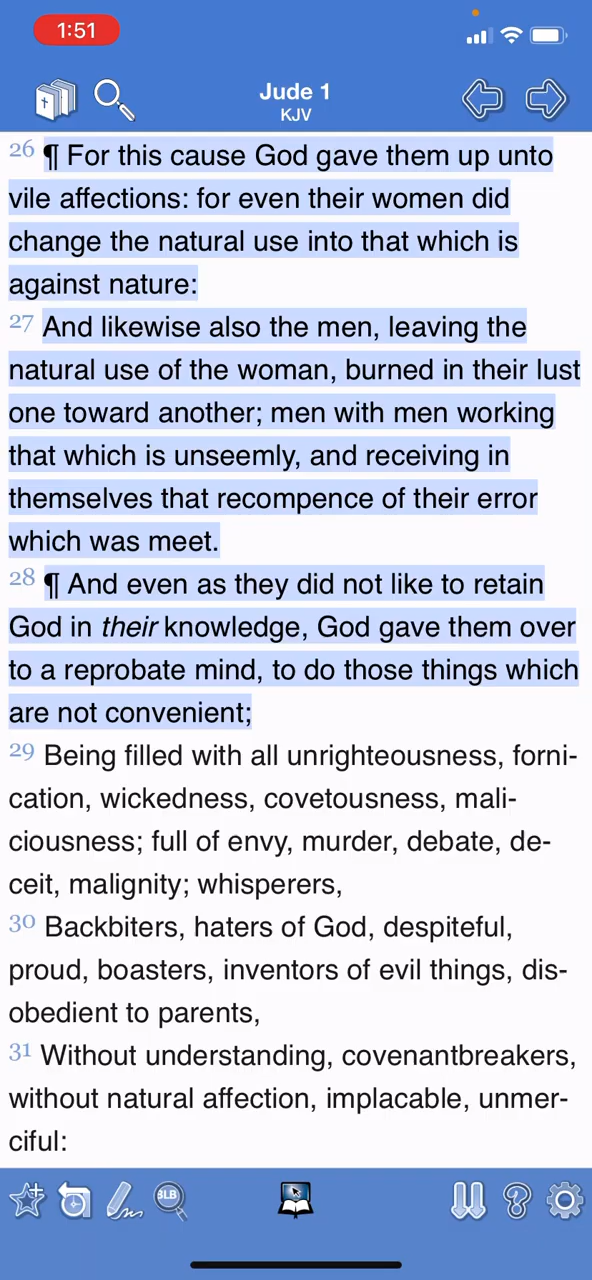 1:51
Jude 1
KJV
26 ¶ For this cause God gave them up unto
vile affections: for even their women did
change the natural use into that which is
against nature:
27 And likewise also the men, leaving the
natural use of the woman, burned in their lust
one toward another; men with men working
that which is unseemly, and receiving in
themselves that recompence of their error
which was meet.
28 ¶ And even as they did not like to retain
God in their knowledge, God gave them over
to a reprobate mind, to do those things which
are not convenient;
29 Being filled with all unrighteousness, forni-
cation, wickedness, covetousness, mali-
ciousness; full of envy, murder, debate, de-
ceit, malignity; whisperers,
30 Backbiters, haters of God, despiteful,
proud, boasters, inventors of evil things, dis-
obedient to parents,
31 Without understanding, covenantbreakers,
without natural affection, implacable, unmer-
ciful:
BLB